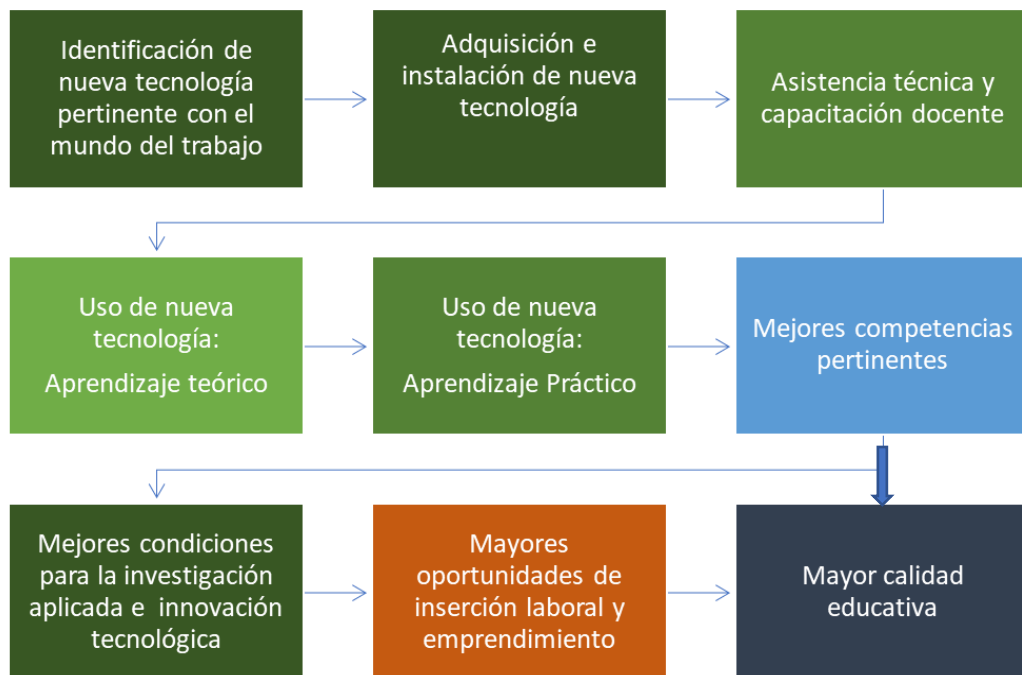 Identificación de
nueva tecnología
pertinente con el
mundo del trabajo
Adquisición e
instalación de nueva
tecnología
Asistencia técnica y
capacitación docente
Uso de nueva
tecnología:
Aprendizaje teórico
Uso de nueva
tecnología:
Aprendizaje Práctico
Mejores competencias
pertinentes
Mejores condiciones
para la investigación
aplicada e innovación
tecnológica
Mayores
oportunidades de
inserción laboral y
emprendimiento
Mayor calidad
educativa